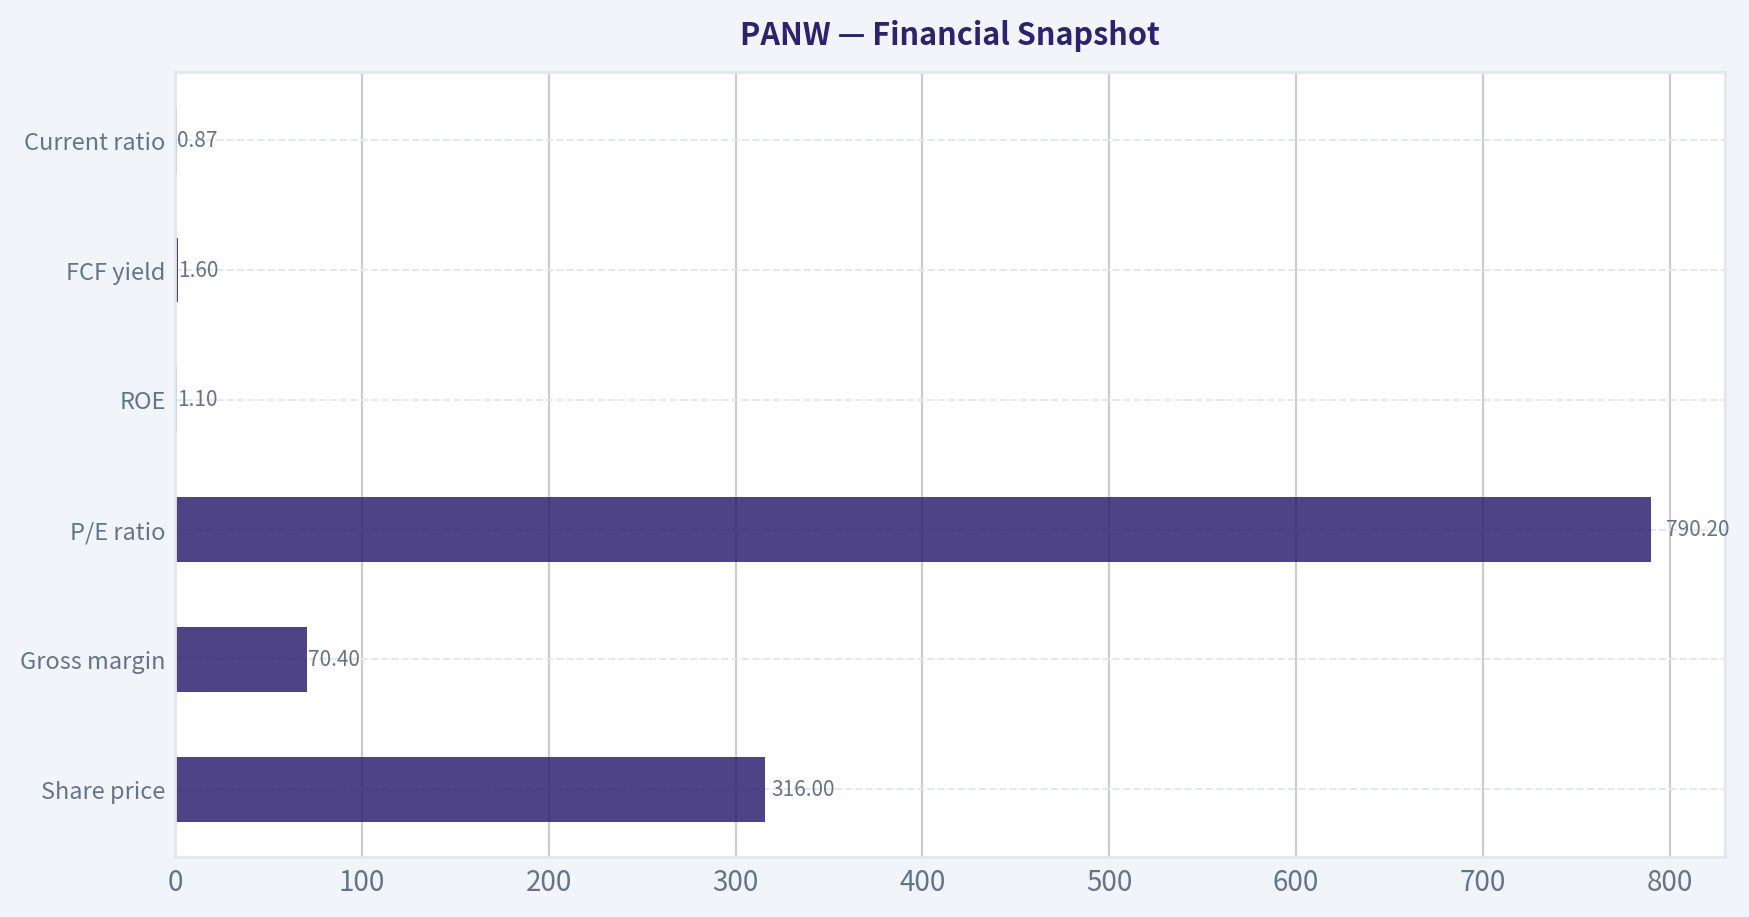 PANW — Financial Snapshot
Current ratio 0.87
FCF yield 1.60
ROE 1.10
P/E ratio 790.20
Gross margin 70.40
Share price 316.00
0 100 200 300 400 500 600 700 800